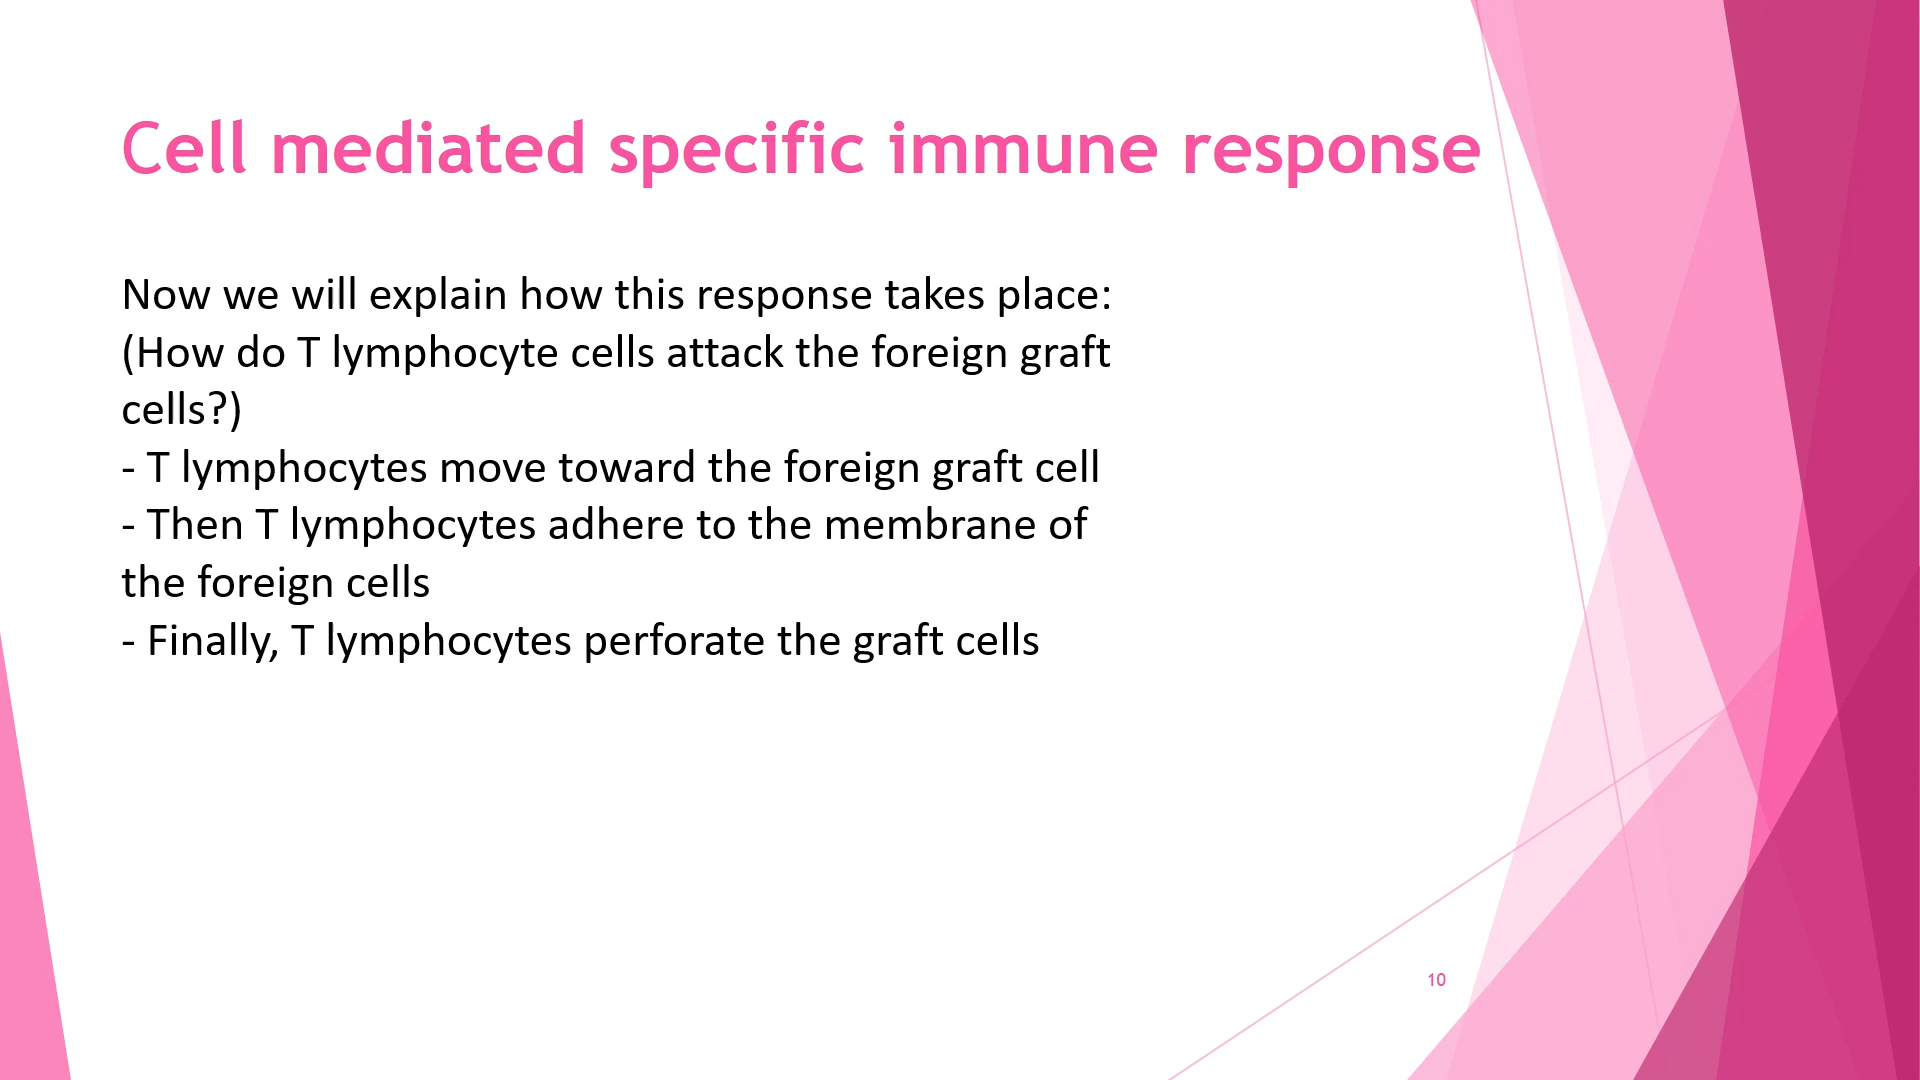 Cell mediated specific immune response
Now we will explain how this response takes place:
(How do T lymphocyte cells attack the foreign graft
cells?)
- T lymphocytes move toward the foreign graft cell
- Then T lymphocytes adhere to the membrane of
the foreign cells
- Finally, T lymphocytes perforate the graft cells
10